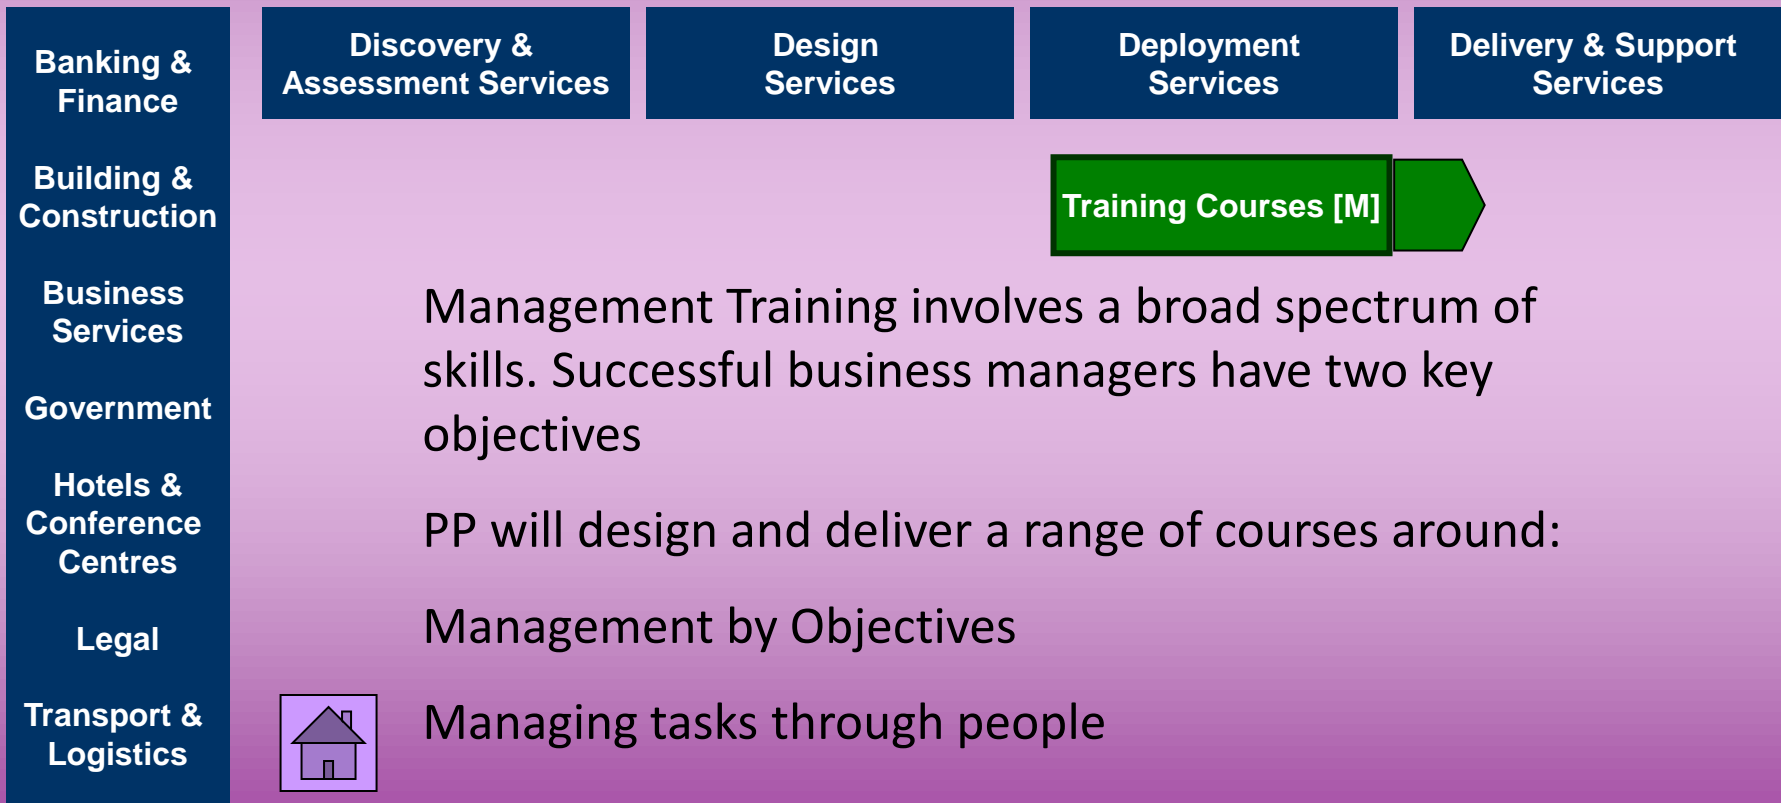 Banking &
Finance
Building &
Construction
Business
Services
Government
Hotels &
Conference
Centres
Legal
Transport &
Logistics
Discovery &
Assessment Services
Design
Services
Deployment
Services
Delivery & Support
Services
Training Courses [M]
Management Training involves a broad spectrum of
skills. Successful business managers have two key
objectives
PP will design and deliver a range of courses around:
Management by Objectives
Managing tasks through people